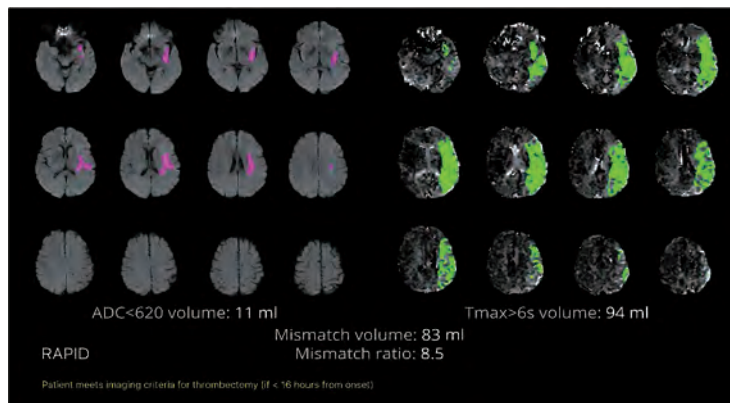 ADC<620 volume: 11 ml
Tmax>6s volume: 94 ml
Mismatch volume: 83 ml
Mismatch ratio: 8.5
RAPID
Patient meets imaging criteria for thrombectomy (if < 16 hours from onset)